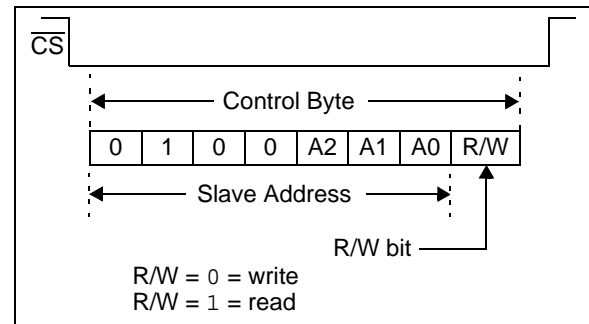 CS
Control Byte
0 1 0 0 A2 A1 A0 R/W
Slave Address
R/W bit
R/W = 0 = write
R/W = 1 = read